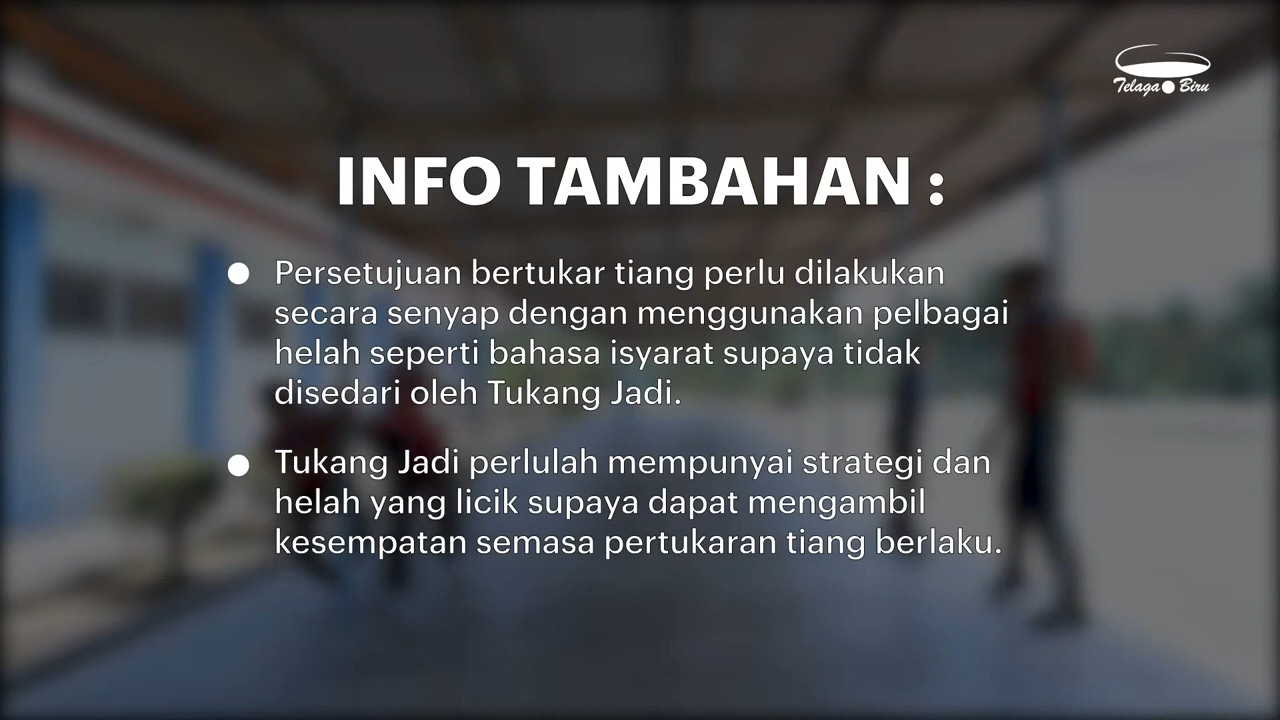 Telaga Biru
INFO TAMBAHAN :
Persetujuan bertukar tiang perlu dilakukan
secara senyap dengan menggunakan pelbagai
helah seperti bahasa isyarat supaya tidak
disedari oleh Tukang Jadi.
Tukang Jadi perlulah mempunyai strategi dan
helah yang licik supaya dapat mengambil
kesempatan semasa pertukaran tiang berlaku.